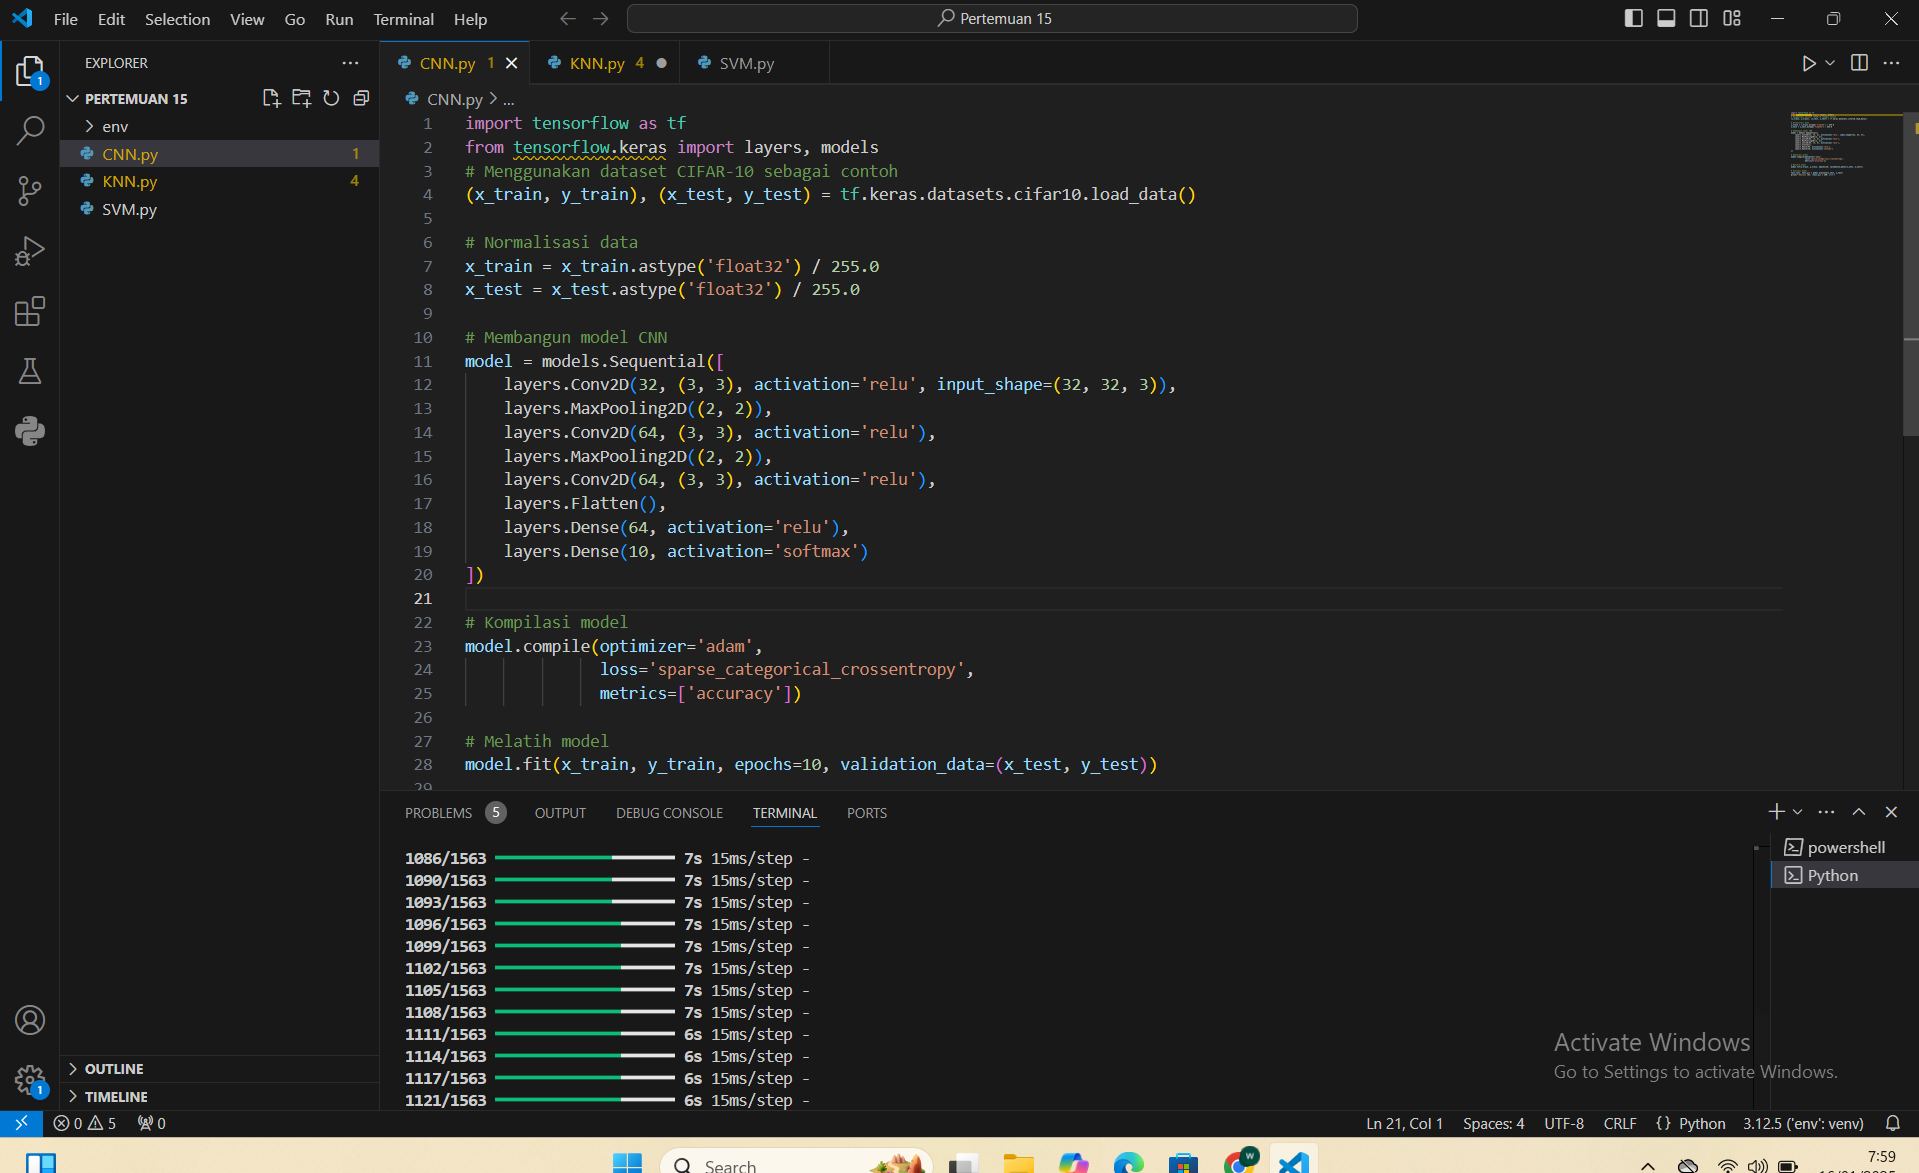 File Edit Selection View Go Run Terminal Help
Pertemuan 15
EXPLORER
CNN.py 1
KNN.py 4
SVM.py
PERTEMUAN 15
CNN.py > ...
env
CNN.py 1
KNN.py 4
SVM.py
1 import tensorflow as tf
2 from tensorflow.keras import layers, models
3 # Menggunakan dataset CIFAR-10 sebagai contoh
4 (x_train, y_train), (x_test, y_test) = tf.keras.datasets.cifar10.load_data()
5
6 # Normalisasi data
7 x_train = x_train.astype('float32') / 255.0
8 x_test = x_test.astype('float32') / 255.0
9
10 # Membangun model CNN
11 model = models.Sequential([
12     layers.Conv2D(32, (3, 3), activation='relu', input_shape=(32, 32, 3)),
13     layers.MaxPooling2D((2, 2)),
14     layers.Conv2D(64, (3, 3), activation='relu'),
15     layers.MaxPooling2D((2, 2)),
16     layers.Conv2D(64, (3, 3), activation='relu'),
17     layers.Flatten(),
18     layers.Dense(64, activation='relu'),
19     layers.Dense(10, activation='softmax')
20 ])
21
22 # Kompilasi model
23 model.compile(optimizer='adam',
24               loss='sparse_categorical_crossentropy',
25               metrics=['accuracy'])
26
27 # Melatih model
28 model.fit(x_train, y_train, epochs=10, validation_data=(x_test, y_test))
29
PROBLEMS 5 OUTPUT DEBUG CONSOLE TERMINAL PORTS
1086/1563 7s 15ms/step -
1090/1563 7s 15ms/step -
1093/1563 7s 15ms/step -
1096/1563 7s 15ms/step -
1099/1563 7s 15ms/step -
1102/1563 7s 15ms/step -
1105/1563 7s 15ms/step -
1108/1563 7s 15ms/step -
1111/1563 6s 15ms/step -
1114/1563 6s 15ms/step -
1117/1563 6s 15ms/step -
1121/1563 6s 15ms/step -
powershell
Python
Activate Windows
Go to Settings to activate Windows.
OUTLINE
TIMELINE
0 5 0
Ln 21, Col 1 Spaces: 4 UTF-8 CRLF {} Python 3.12.5 ('env': venv)
Search
7:59